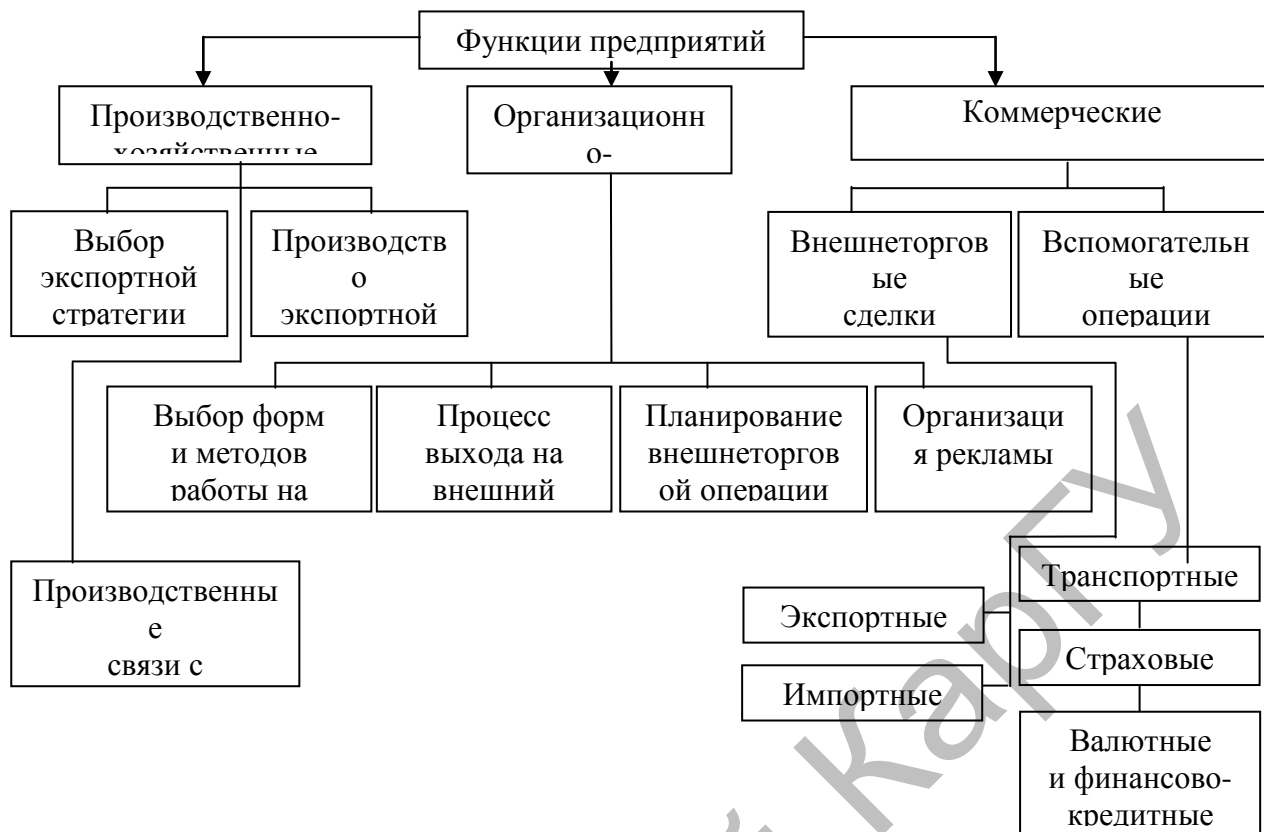 Функции предприятий
Производственно-
хозяйственные
Организационн
о-
Коммерческие
Выбор
экспортной
стратегии
Производств
о
экспортной
Внешнеторгов
ые
сделки
Вспомогательн
ые
операции
Выбор форм
и методов
работы на
Процесс
выхода на
внешний
Планирование
внешнеторгов
ой операции
Организаци
я рекламы
Производственны
е
связи с
Экспортные
Импортные
Транспортные
Страховые
Валютные
и финансово-
кредитные
й КарГУ